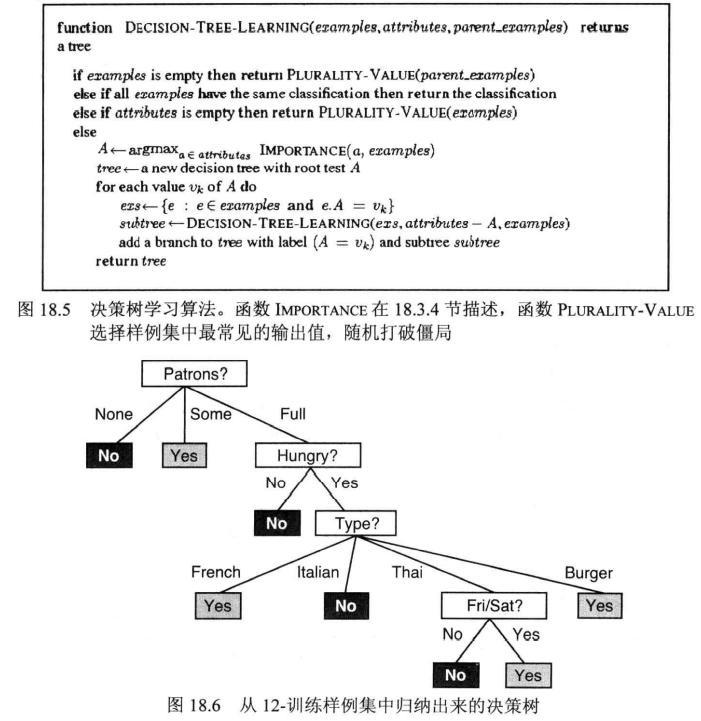 function DECISION-TREE-LEARNING(examples, attributes, parent_examples) returns
a tree
if examples is empty then return PLURALITY-VALUE(parent_examples)
else if all examples have the same classification then return the classification
else if attributes is empty then return PLURALITY-VALUE(examples)
else
A ← argmax a ∈ attributes IMPORTANCE(a, examples)
tree ← a new decision tree with root test A
for each value vk of A do
exs ← {e : e ∈ examples and e.A = vk}
subtree ← DECISION-TREE-LEARNING(exs, attributes − A, examples)
add a branch to tree with label (A = vk) and subtree subtree
return tree
图 18.5 决策树学习算法。函数 IMPORTANCE 在 18.3.4 节描述，函数 PLURALITY-VALUE
选择样例集中最常见的输出值，随机打破僵局
Patrons?
None Some Full
No Yes Hungry?
No Yes
No Type?
French Italian Thai Burger
Yes No Fri/Sat? Yes
No Yes
No Yes
图 18.6 从 12-训练样例集中归纳出来的决策树